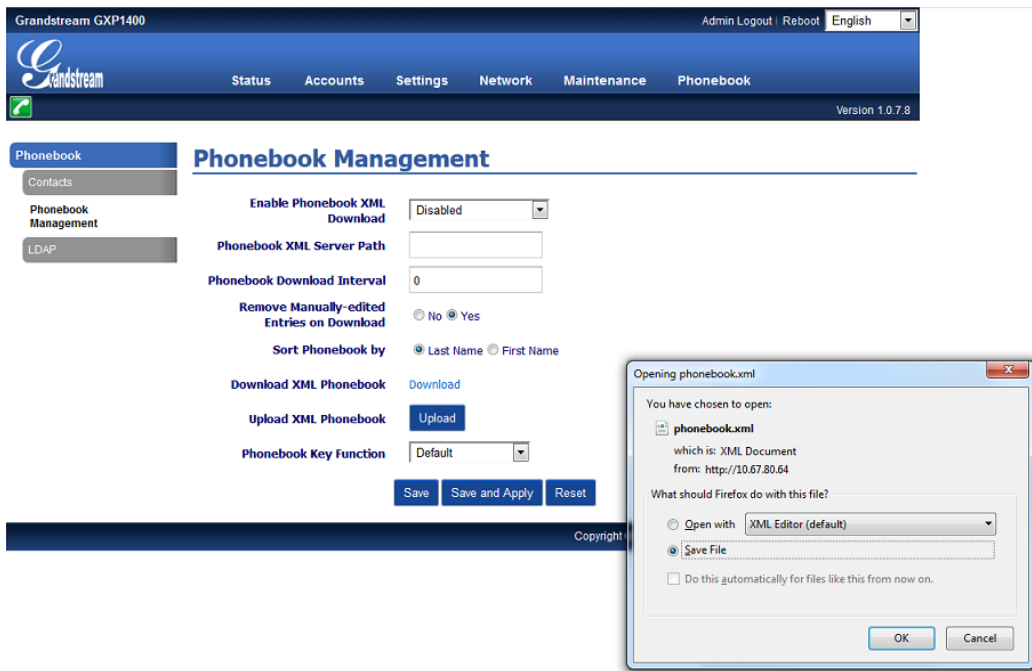 Grandstream GXP1400
Admin Logout | Reboot English
Grandstream
Status Accounts Settings Network Maintenance Phonebook
Version 1.0.7.8
Phonebook
Contacts
Phonebook
Management
LDAP
Phonebook Management
Enable Phonebook XML
Download Disabled
Phonebook XML Server Path
Phonebook Download Interval 0
Remove Manually-edited
Entries on Download No Yes
Sort Phonebook by Last Name First Name
Download XML Phonebook Download
Upload XML Phonebook Upload
Phonebook Key Function Default
Save Save and Apply Reset
Copyright
Opening phonebook.xml
You have chosen to open:
phonebook.xml
which is: XML Document
from: http://10.67.80.64
What should Firefox do with this file?
Open with XML Editor (default)
Save File
Do this automatically for files like this from now on.
OK Cancel